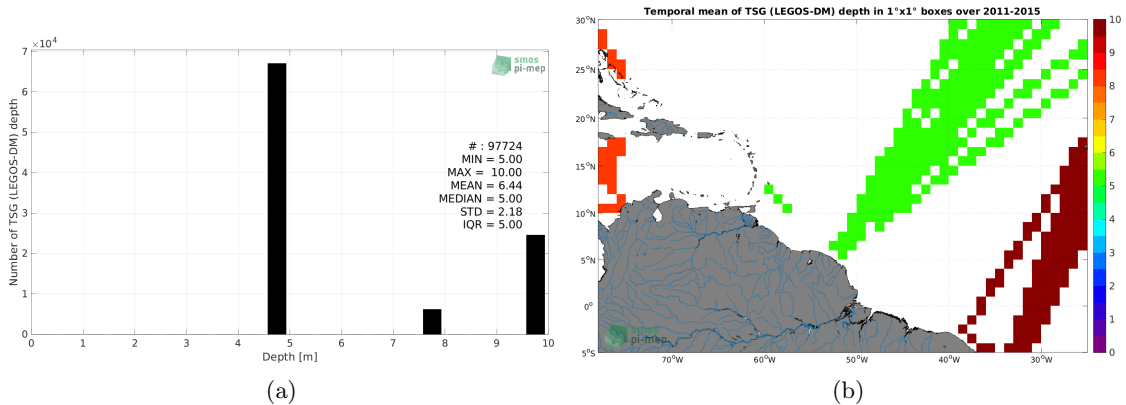 ×10⁴
7
6
5
4
3
2
1
0
Number of TSG (LEGOS-DM) depth
smos
pi-mep
# : 97724
MIN = 5.00
MAX = 10.00
MEAN = 6.44
MEDIAN = 5.00
STD = 2.18
IQR = 5.00
0 1 2 3 4 5 6 7 8 9 10
Depth [m]
(a)
Temporal mean of TSG (LEGOS-DM) depth in 1°x1° boxes over 2011-2015
30°N
25°N
20°N
15°N
10°N
5°N
0°
5°S
70°W 60°W 50°W 40°W 30°W
smos
pi-mep
10
9
8
7
6
5
4
3
2
1
0
(b)